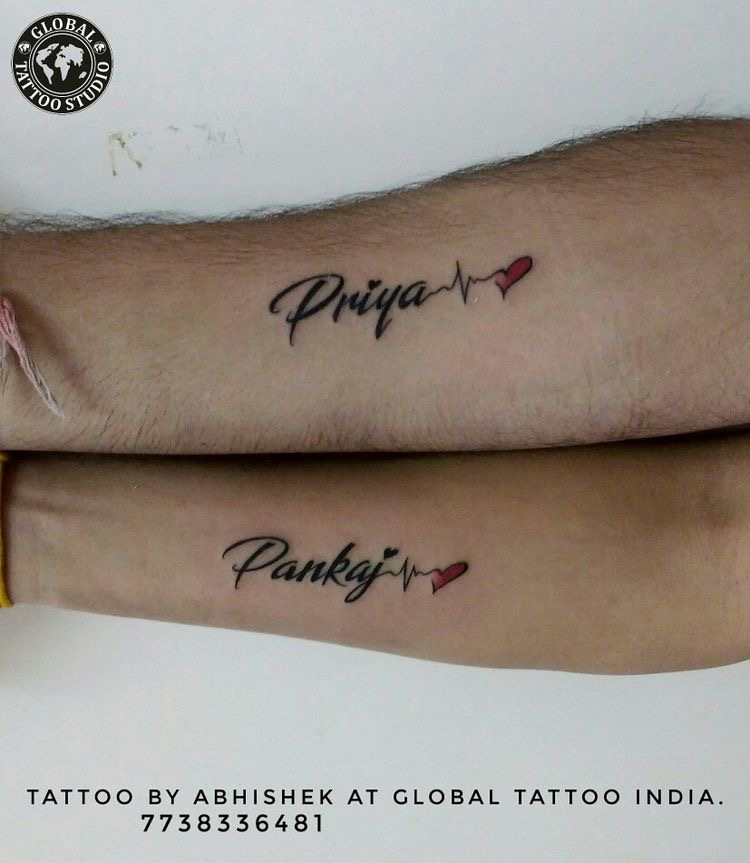 GLOBAL
TATTOO STUDIO
Priya
Pankaj
TATTOO BY ABHISHEK AT GLOBAL TATTOO INDIA.
7738336481